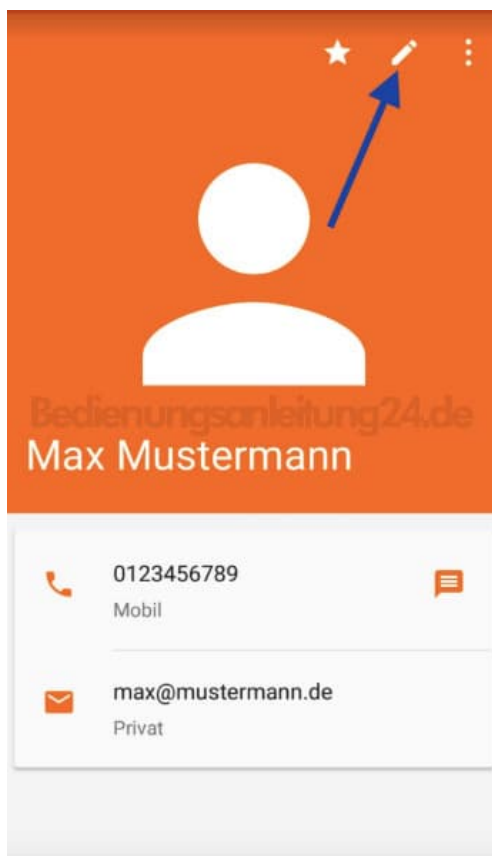 Bedienungsanleitung24.de
Max Mustermann
0123456789
Mobil
max@mustermann.de
Privat